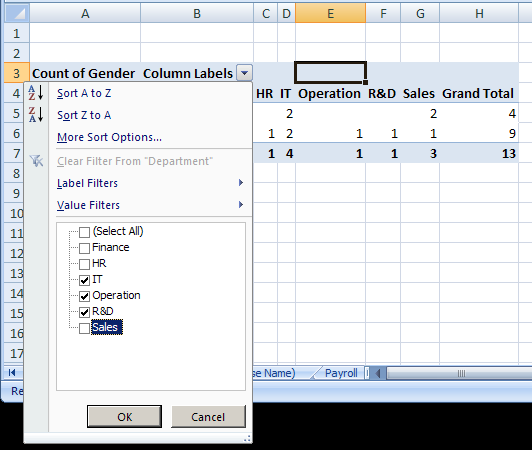 A B C D E F G H
1
2
3 Count of Gender Column Labels
4 HR IT Operation R&D Sales Grand Total
Sort A to Z
5 2 2 4
Sort Z to A
6 1 2 1 1 1 9
More Sort Options...
7 1 4 1 1 3 13
Clear Filter From "Department"
8
Label Filters
9
Value Filters
10
(Select All)
11
Finance
12
HR
13
IT
14
Operation
15
R&D
16
Sales
17
se Name) Payroll
Re
OK Cancel